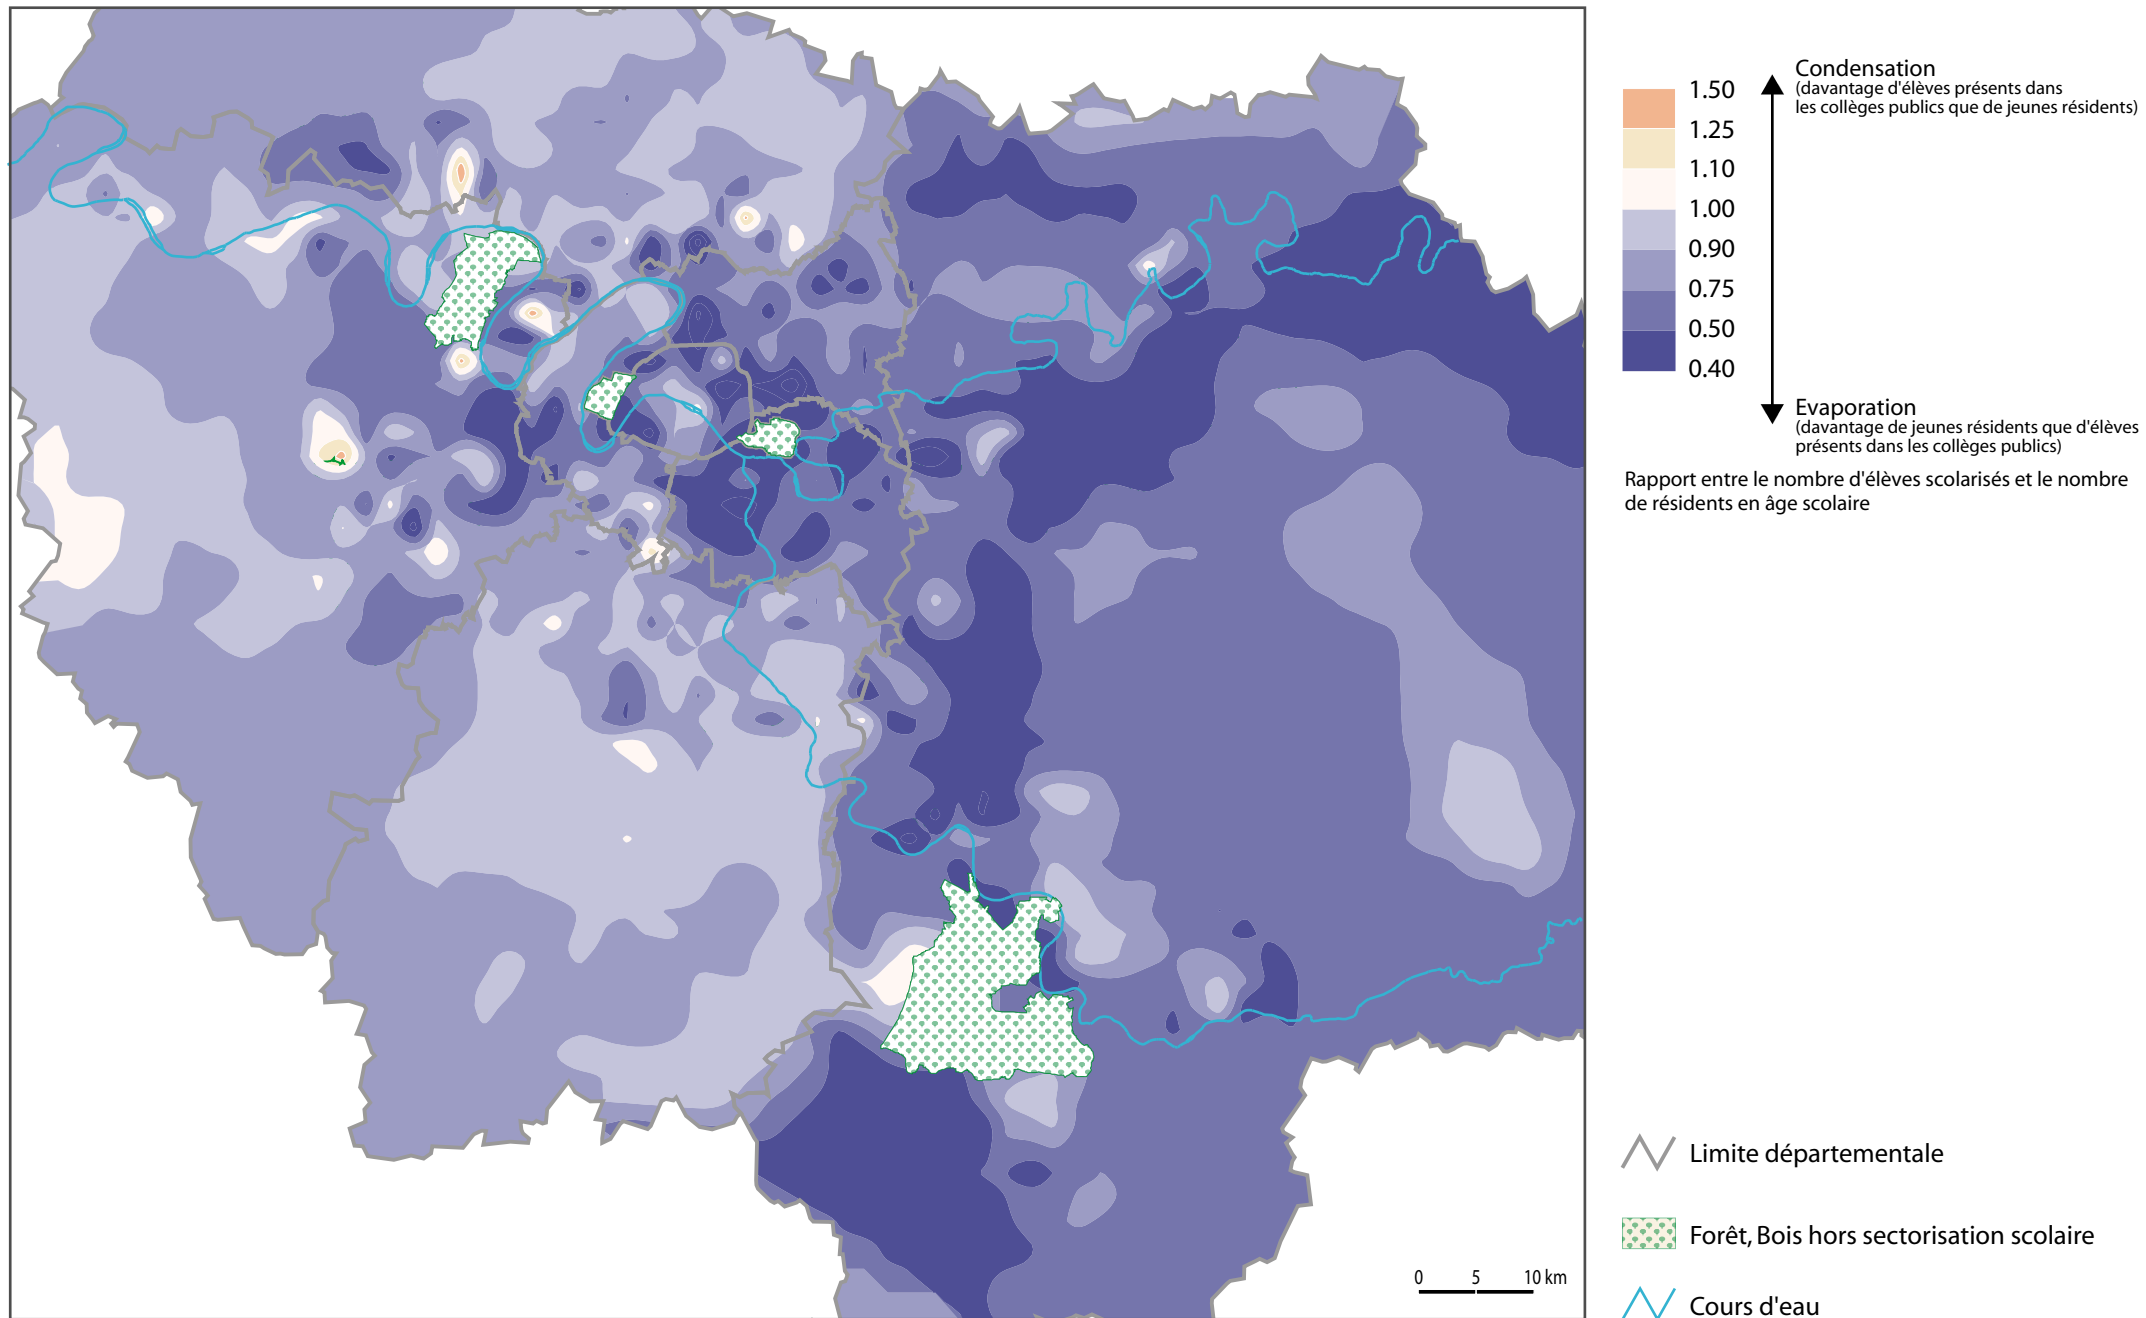 1.50
1.25
1.10
1.00
0.90
0.75
0.50
0.40
Condensation
(davantage d'élèves présents dans
les collèges publics que de jeunes résidents)
Evaporation
(davantage de jeunes résidents que d'élèves
présents dans les collèges publics)
Rapport entre le nombre d'élèves scolarisés et le nombre
de résidents en âge scolaire
Limite départementale
Forêt, Bois hors sectorisation scolaire
Cours d'eau
0 5 10 km